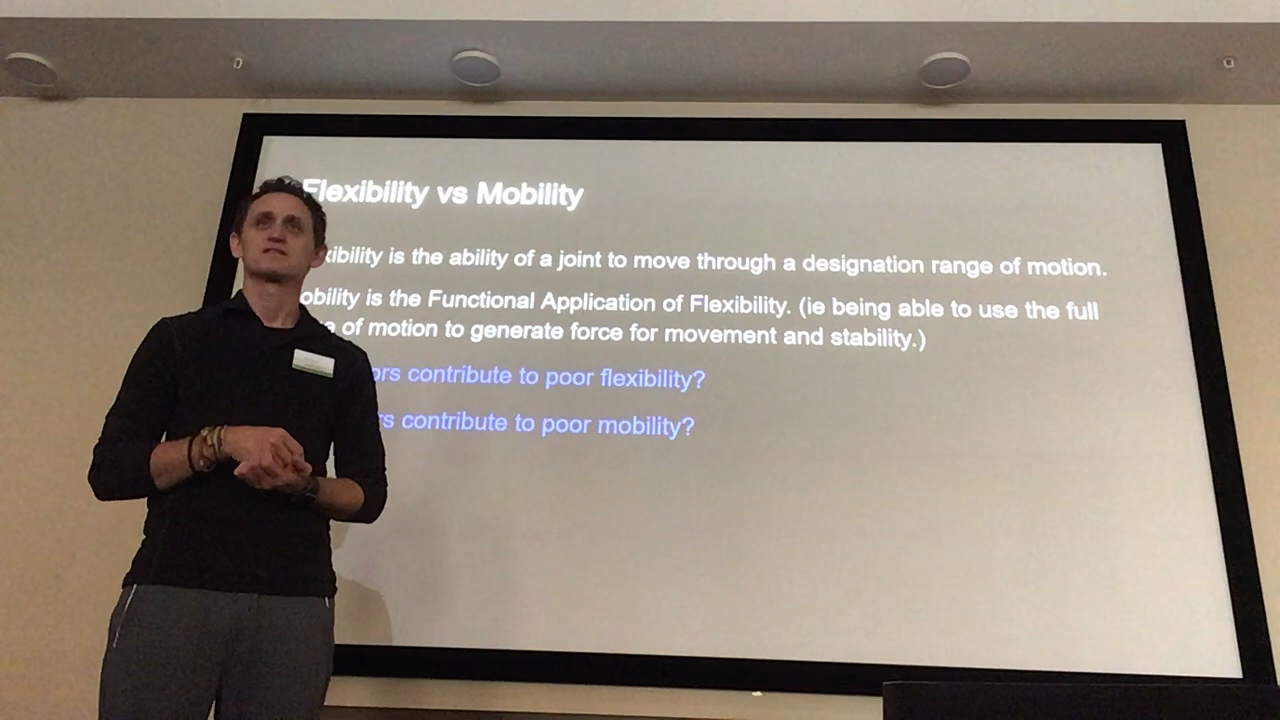 Flexibility vs Mobility
xibility is the ability of a joint to move through a designation range of motion.
obility is the Functional Application of Flexibility. (ie being able to use the full
of motion to generate force for movement and stability.)
ors contribute to poor flexibility?
rs contribute to poor mobility?